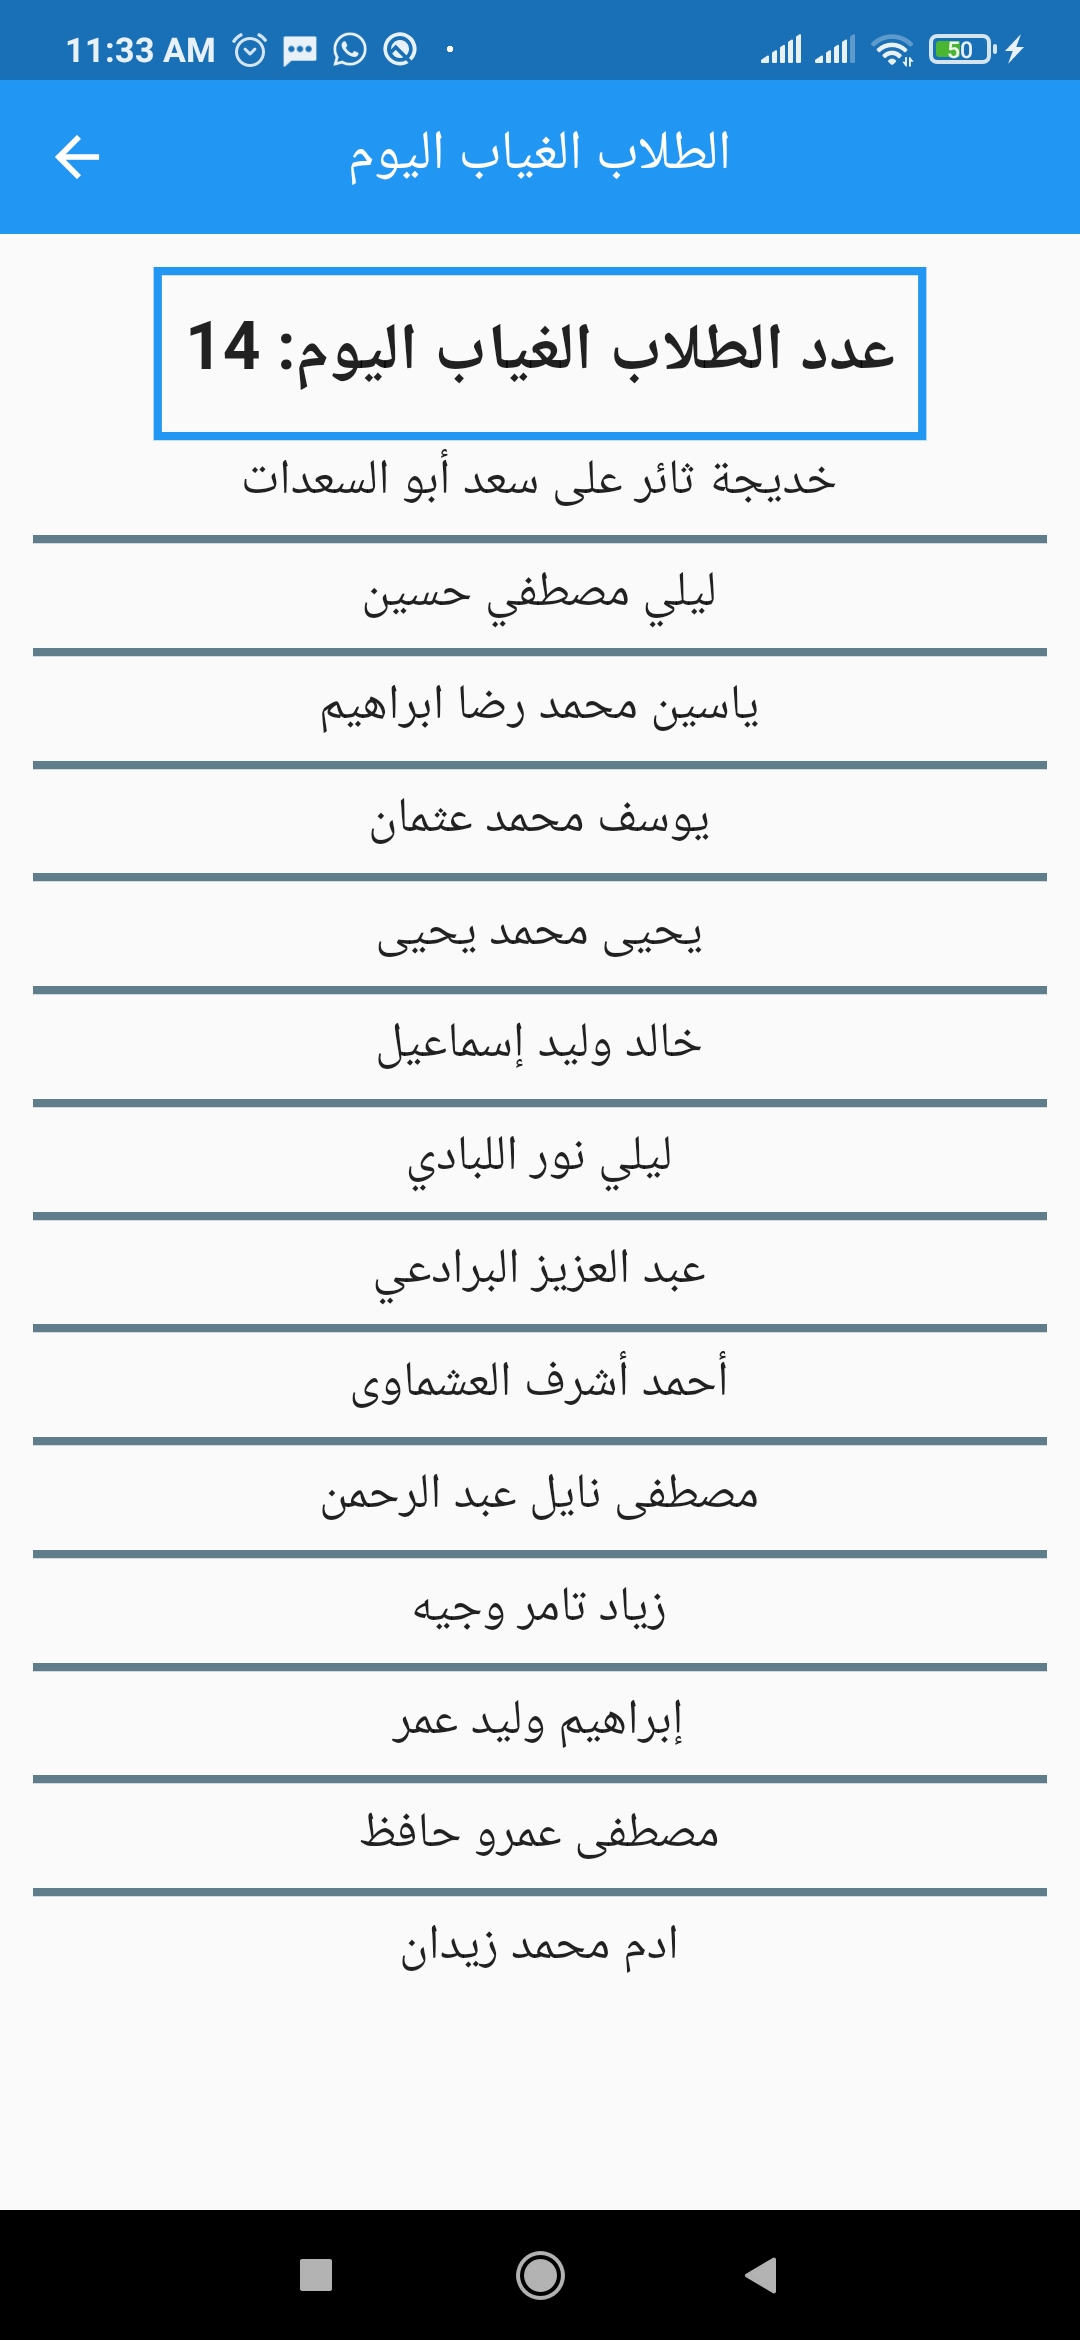 11:33 AM
50
الطلاب الغياب اليوم
عدد الطلاب الغياب اليوم: 14
خديجة ثائر على سعد أبو السعدات
ليلي مصطفي حسين
ياسين محمد رضا ابراهيم
يوسف محمد عثمان
يحيى محمد يحيى
خالد وليد إسماعيل
ليلي نور اللبادي
عبد العزيز البرادعي
أحمد أشرف العشماوى
مصطفى نايل عبد الرحمن
زياد تامر وجيه
إبراهيم وليد عمر
مصطفى عمرو حافظ
ادم محمد زيدان